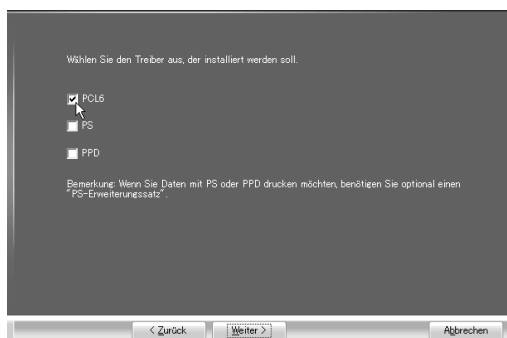 Wählen Sie den Treiber aus, der installiert werden soll.
PCL6
PS
PPD
Bemerkung: Wenn Sie Daten mit PS oder PPD drucken möchten, benötigen Sie optional einen
"PS-Erweiterungssatz".
< Zurück
Weiter >
Abbrechen